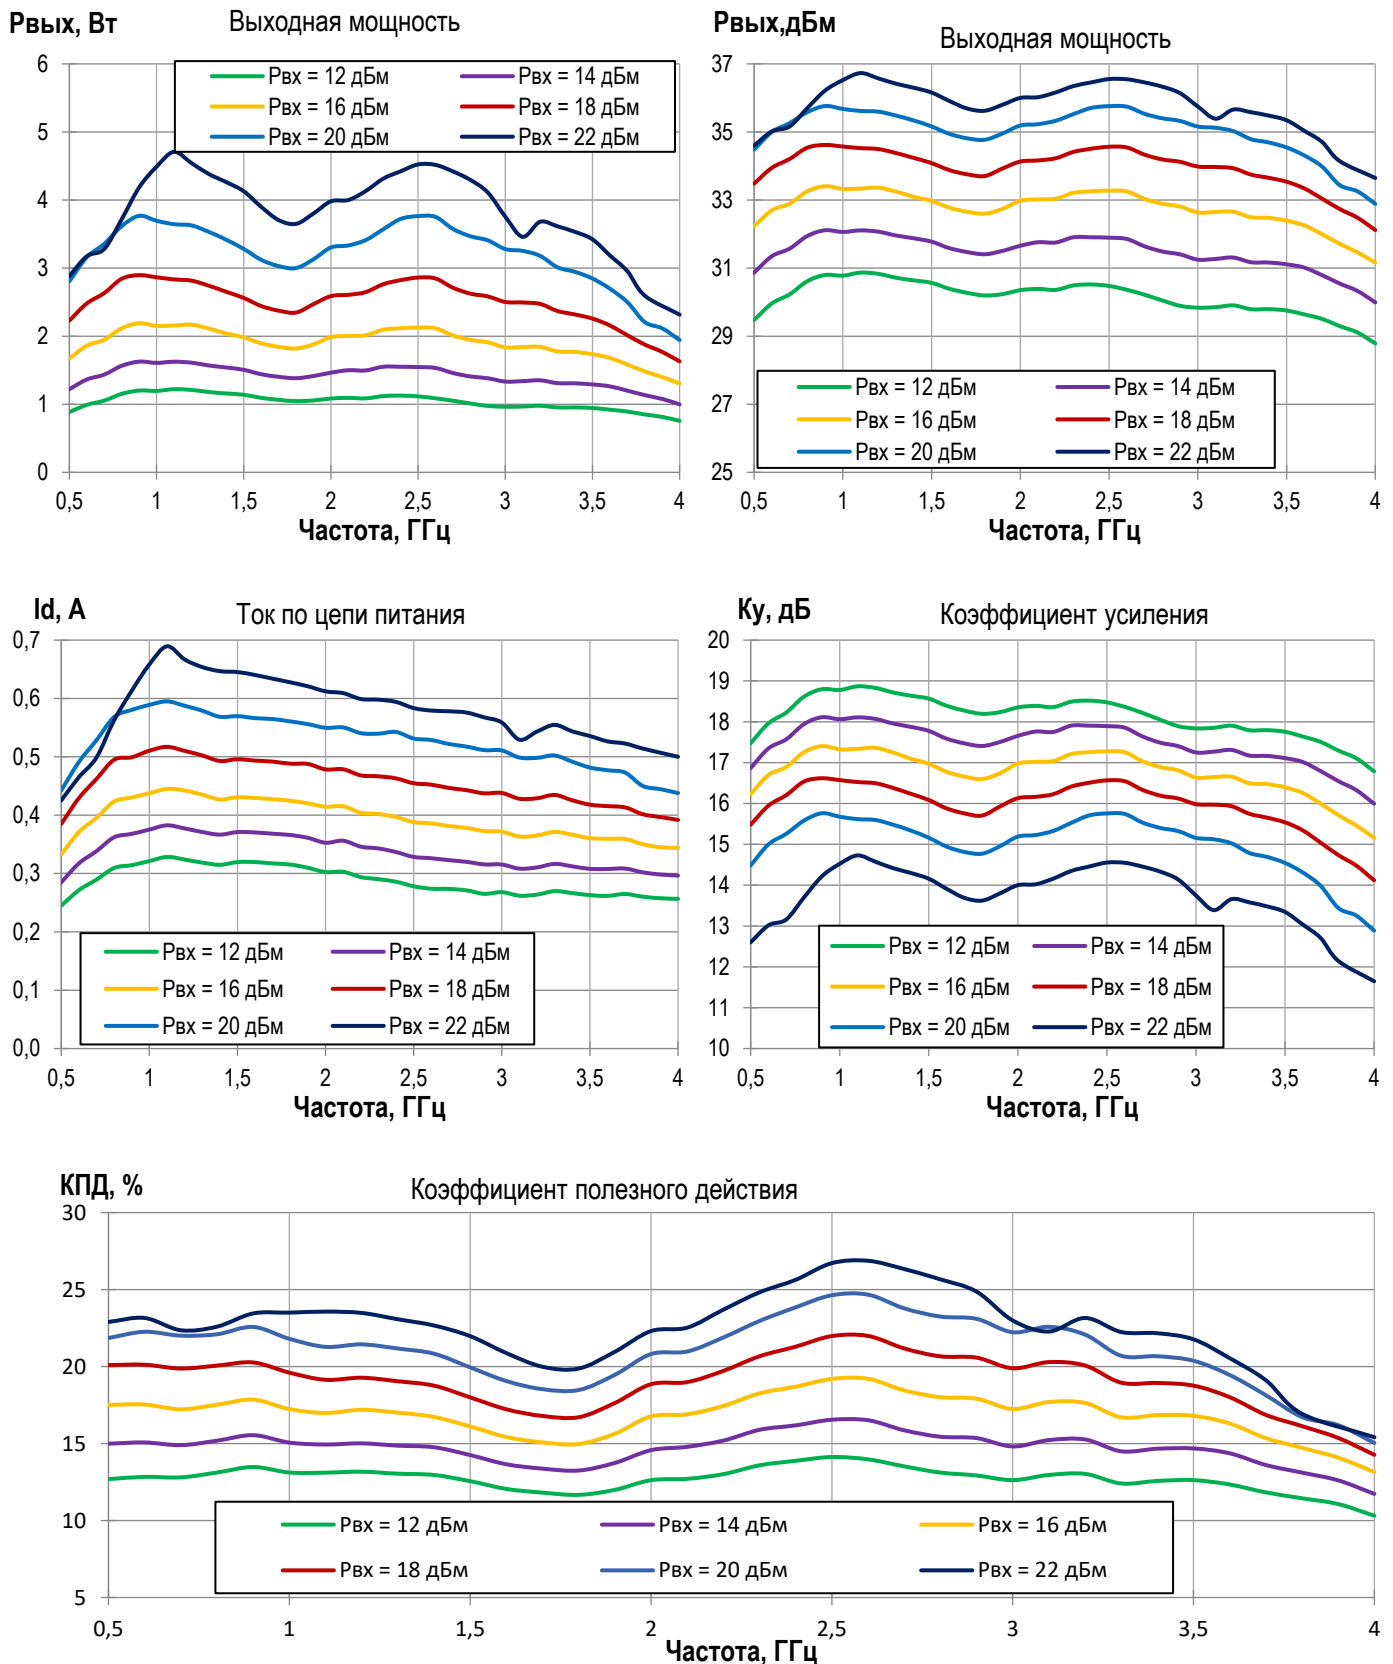 Рвых, Вт
Выходная мощность
6
5
4
3
2
1
0
Рвх = 12 дБм
Рвх = 14 дБм
Рвх = 16 дБм
Рвх = 18 дБм
Рвх = 20 дБм
Рвх = 22 дБм
0,5 1 1,5 2 2,5 3 3,5 4
Частота, ГГц
Рвых,дБм
Выходная мощность
37
35
33
31
29
27
25
Рвх = 12 дБм
Рвх = 14 дБм
Рвх = 16 дБм
Рвх = 18 дБм
Рвх = 20 дБм
Рвх = 22 дБм
0,5 1 1,5 2 2,5 3 3,5 4
Частота, ГГц
Id, А
Ток по цепи питания
0,7
0,6
0,5
0,4
0,3
0,2
0,1
0,0
Рвх = 12 дБм
Рвх = 14 дБм
Рвх = 16 дБм
Рвх = 18 дБм
Рвх = 20 дБм
Рвх = 22 дБм
0,5 1 1,5 2 2,5 3 3,5 4
Частота, ГГц
Ку, дБ
Коэффициент усиления
20
19
18
17
16
15
14
13
12
11
10
Рвх = 12 дБм
Рвх = 14 дБм
Рвх = 16 дБм
Рвх = 18 дБм
Рвх = 20 дБм
Рвх = 22 дБм
0,5 1 1,5 2 2,5 3 3,5 4
Частота, ГГц
КПД, %
Коэффициент полезного действия
30
25
20
15
10
5
Рвх = 12 дБм
Рвх = 14 дБм
Рвх = 16 дБм
Рвх = 18 дБм
Рвх = 20 дБм
Рвх = 22 дБм
0,5 1 1,5 2 2,5 3 3,5 4
Частота, ГГц